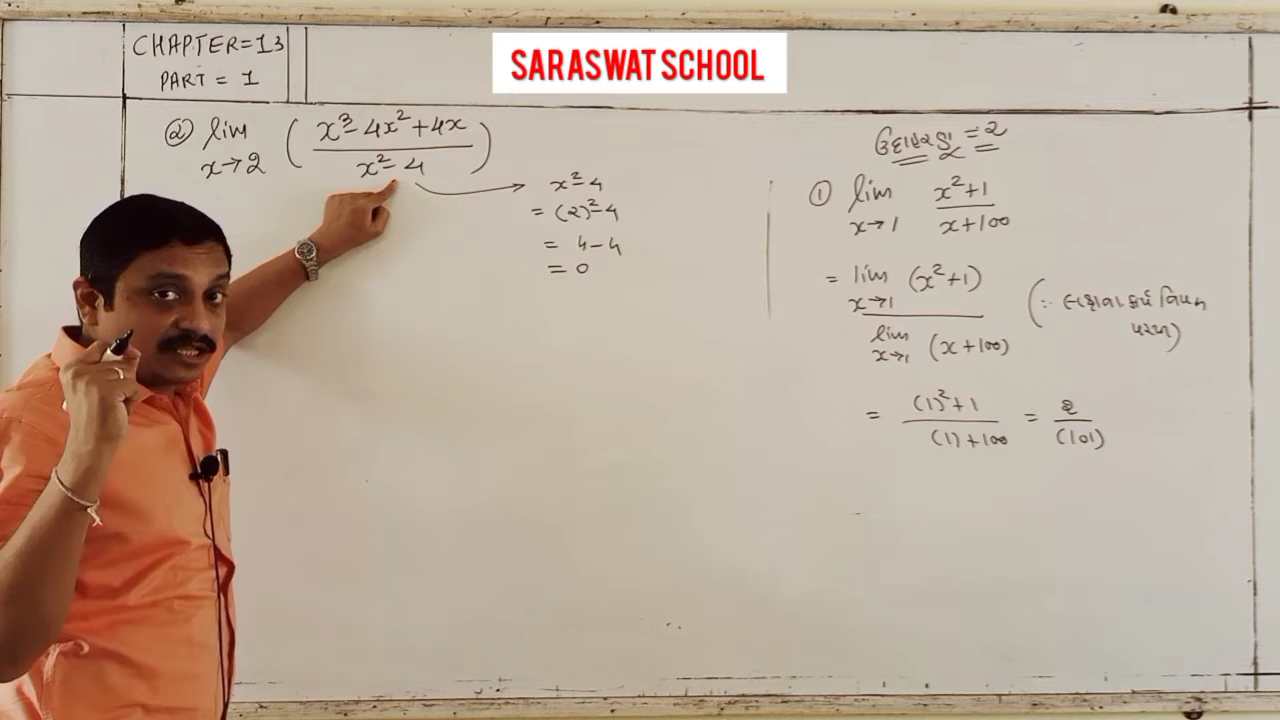 SARASWAT SCHOOL
CHAPTER=13
PART = 1
② lim x→2 ( x³-4x²+4x / x²-4 )
x²-4
= (2)²-4
= 4-4
= 0
= 2
① lim x→1 x²+1 / x+100
= lim x→1 (x²+1) / lim x→1 (x+100)
= (1)²+1 / (1)+100 = 2 / (101)